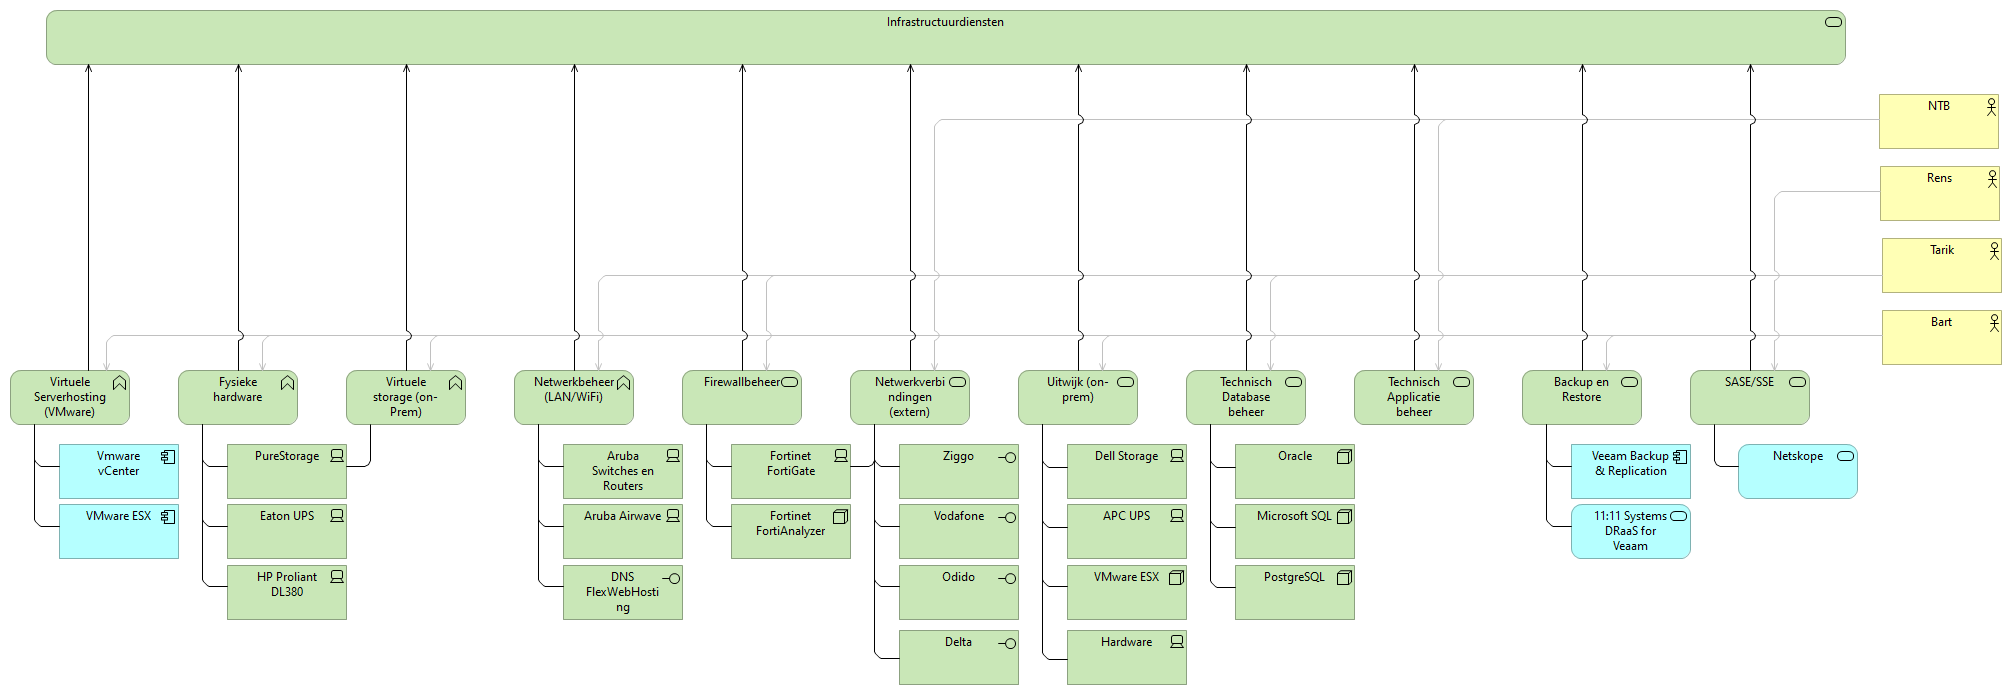 Infrastructuurdiensten
NTB
Rens
Tarik
Bart
Virtuele
Serverhosting
(VMware)
Fysieke
hardware
Virtuele
storage (on-
Prem)
Netwerkbeheer
(LAN/WiFi)
Firewallbeheer
Netwerkverbi
ndingen
(extern)
Uitwijk (on-
prem)
Technisch
Database
beheer
Technisch
Applicatie
beheer
Backup en
Restore
SASE/SSE
Vmware
vCenter
PureStorage
Aruba
Switches en
Routers
Fortinet
FortiGate
Ziggo
Dell Storage
Oracle
Veeam Backup
& Replication
Netskope
VMware ESX
Eaton UPS
Aruba Airwave
Fortinet
FortiAnalyzer
Vodafone
APC UPS
Microsoft SQL
11:11 Systems
DRaaS for
Veaam
HP Proliant
DL380
DNS
FlexWebHosti
ng
Odido
VMware ESX
PostgreSQL
Delta
Hardware